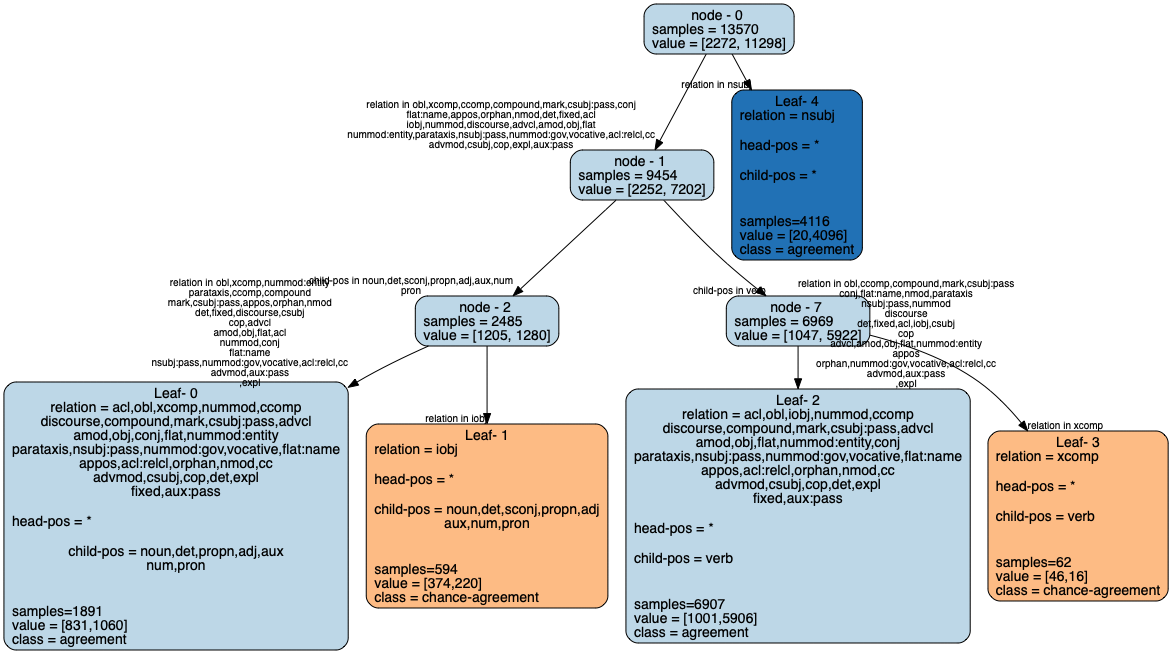 node - 0
samples = 13570
value = [2272, 11298]
relation in obl,xcomp,ccomp,compound,mark,csubj:pass,conj
flat:name,appos,orphan,nmod,det,fixed,acl
iobj,nummod,discourse,advcl,amod,obj,flat
nummod:entity,parataxis,nsubj:pass,nummod:gov,vocative,acl:relcl,cc
advmod,csubj,cop,expl,aux:pass
relation in nsubj
Leaf- 4
relation = nsubj
head-pos = *
child-pos = *
samples=4116
value = [20,4096]
class = agreement
node - 1
samples = 9454
value = [2252, 7202]
child-pos in noun,det,sconj,propn,adj,aux,num
pron
child-pos in verb
node - 2
samples = 2485
value = [1205, 1280]
node - 7
samples = 6969
value = [1047, 5922]
relation in obl,xcomp,nummod:entity
parataxis,ccomp,compound
mark,csubj:pass,appos,orphan,nmod
det,fixed,discourse,csubj
cop,advcl
amod,obj,flat,acl
nummod,conj
flat:name
nsubj:pass,nummod:gov,vocative,acl:relcl,cc
advmod,aux:pass
,expl
relation in iobj
relation in obl,ccomp,compound,mark,csubj:pass
conj,flat:name,nmod,parataxis
nsubj:pass,nummod
discourse
det,fixed,acl,iobj,csubj
cop
advcl,amod,obj,flat,nummod:entity
appos
orphan,nummod:gov,vocative,acl:relcl,cc
advmod,aux:pass
,expl
relation in xcomp
Leaf- 0
relation = acl,obl,xcomp,nummod,ccomp
discourse,compound,mark,csubj:pass,advcl
amod,obj,conj,flat,nummod:entity
parataxis,nsubj:pass,nummod:gov,vocative,flat:name
appos,acl:relcl,orphan,nmod,cc
advmod,csubj,cop,det,expl
fixed,aux:pass
head-pos = *
child-pos = noun,det,propn,adj,aux
num,pron
samples=1891
value = [831,1060]
class = agreement
Leaf- 1
relation = iobj
head-pos = *
child-pos = noun,det,sconj,propn,adj
aux,num,pron
samples=594
value = [374,220]
class = chance-agreement
Leaf- 2
relation = acl,obl,iobj,nummod,ccomp
discourse,compound,mark,csubj:pass,advcl
amod,obj,flat,nummod:entity,conj
parataxis,nsubj:pass,nummod:gov,vocative,flat:name
appos,acl:relcl,orphan,nmod,cc
advmod,csubj,cop,det,expl
fixed,aux:pass
head-pos = *
child-pos = verb
samples=6907
value = [1001,5906]
class = agreement
Leaf- 3
relation = xcomp
head-pos = *
child-pos = verb
samples=62
value = [46,16]
class = chance-agreement